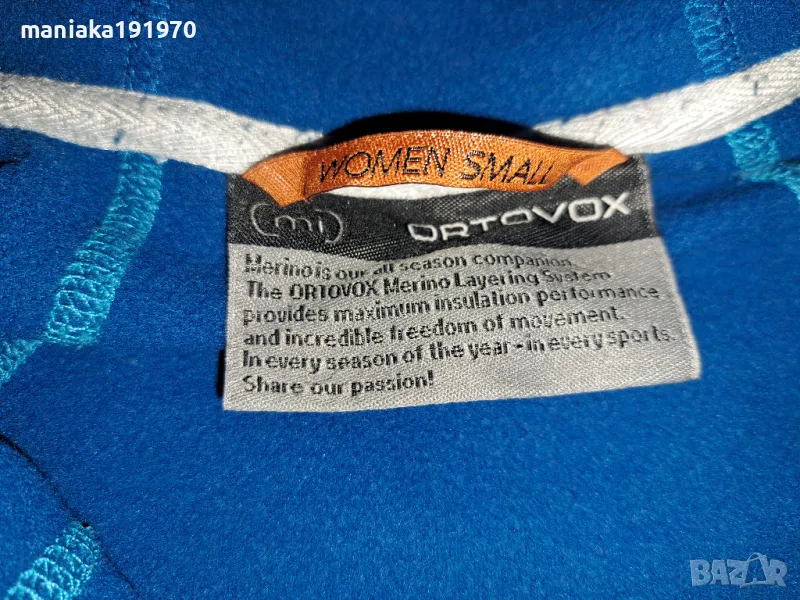 maniaka191970
WOMEN SMALL
(mi) ORTOVOX
Merino is our all season companion.
The ORTOVOX Merino Layering System
provides maximum insulation performance
and incredible freedom of movement.
In every season of the year - in every sports.
Share our passion!
BAZAR